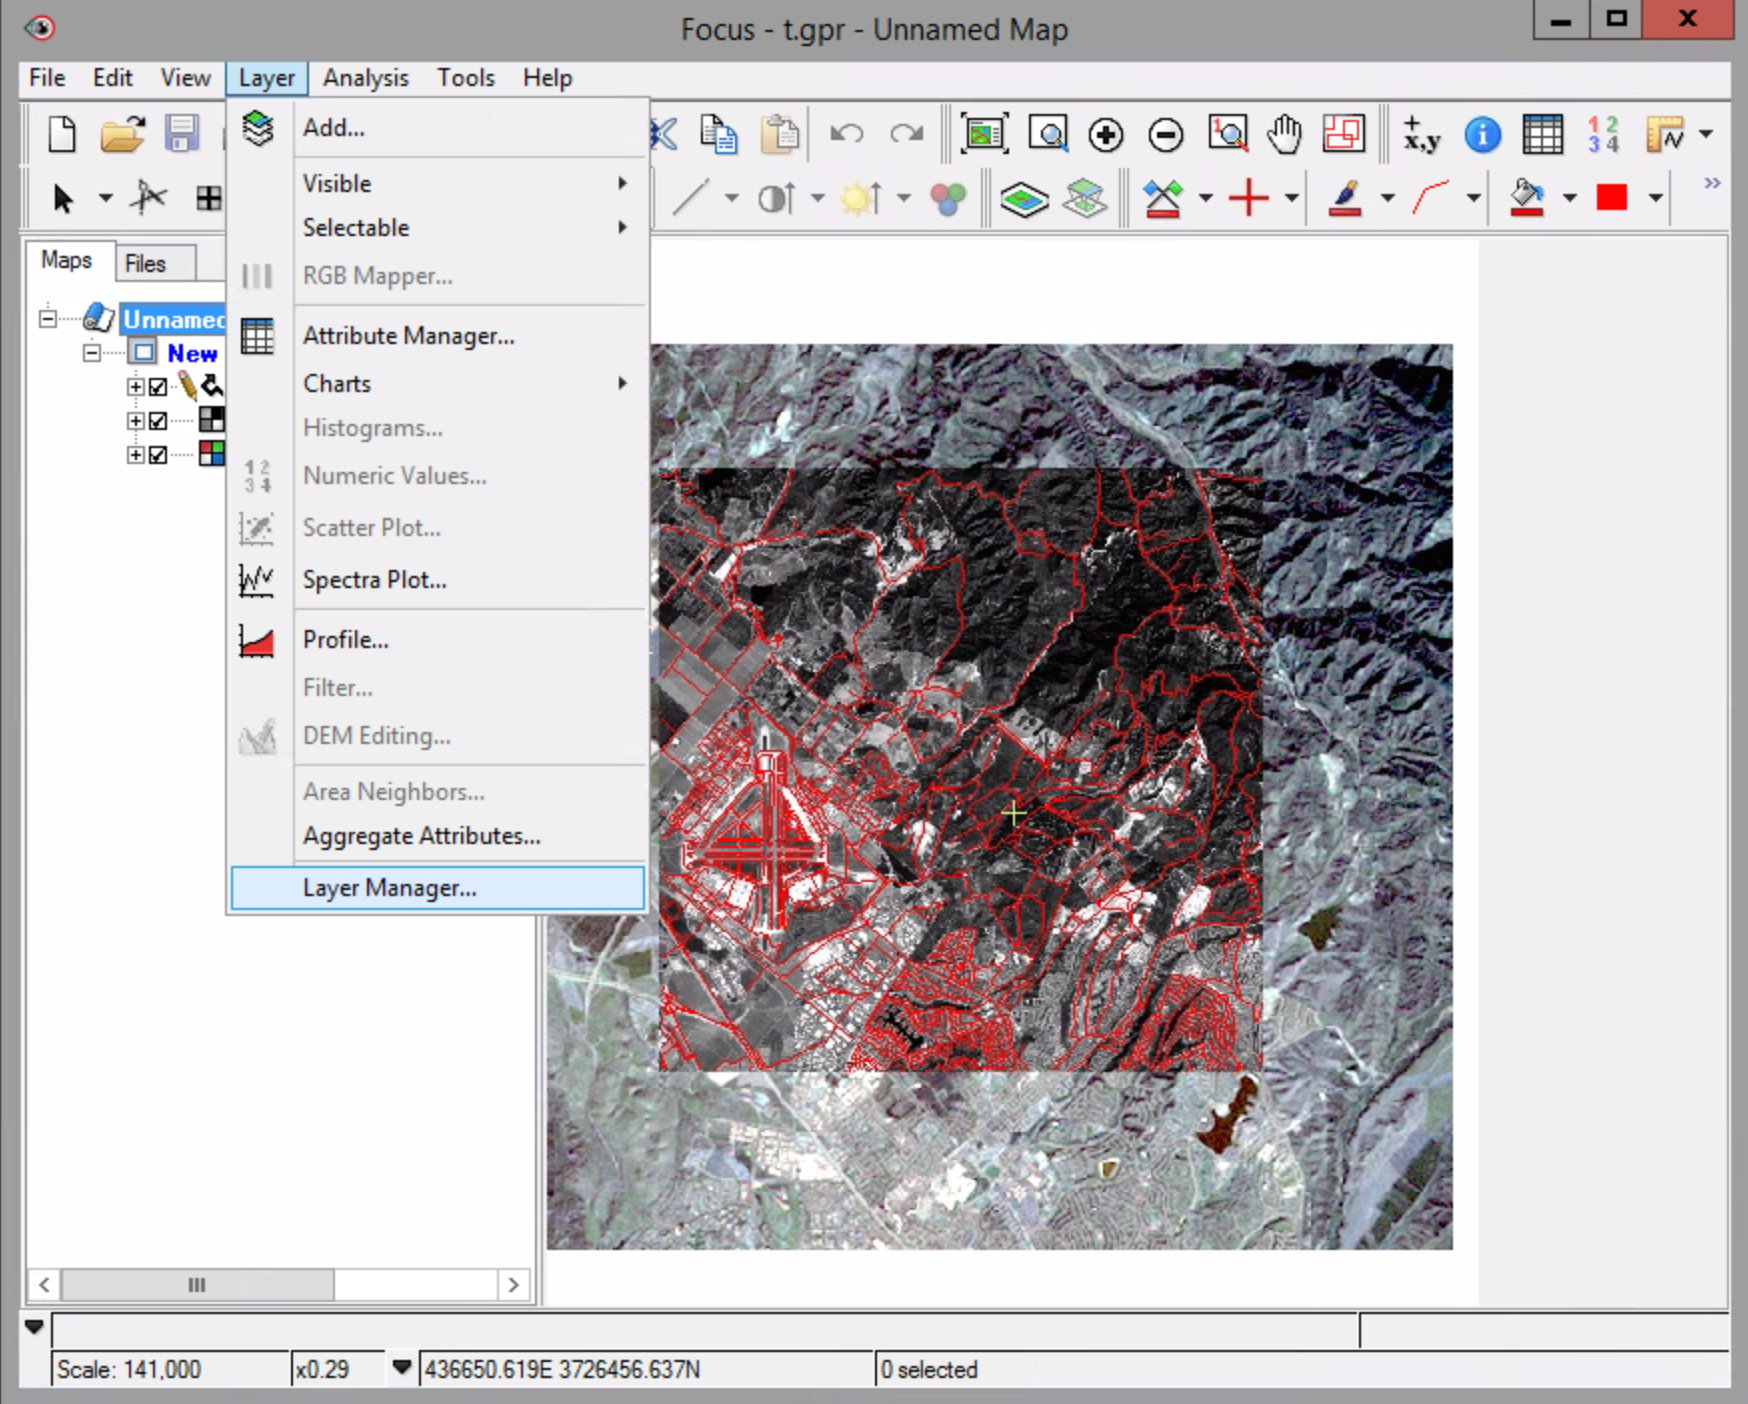 Focus - t.gpr - Unnamed Map
File Edit View Layer Analysis Tools Help
Add...
Visible
Selectable
RGB Mapper...
Attribute Manager...
Charts
Histograms...
Numeric Values...
Scatter Plot...
Spectra Plot...
Profile...
Filter...
DEM Editing...
Area Neighbors...
Aggregate Attributes...
Layer Manager...
+
x,y
1 2
3 4
Maps Files
Unnamed
New
Scale: 141,000 x0.29 436650.619E 3726456.637N 0 selected